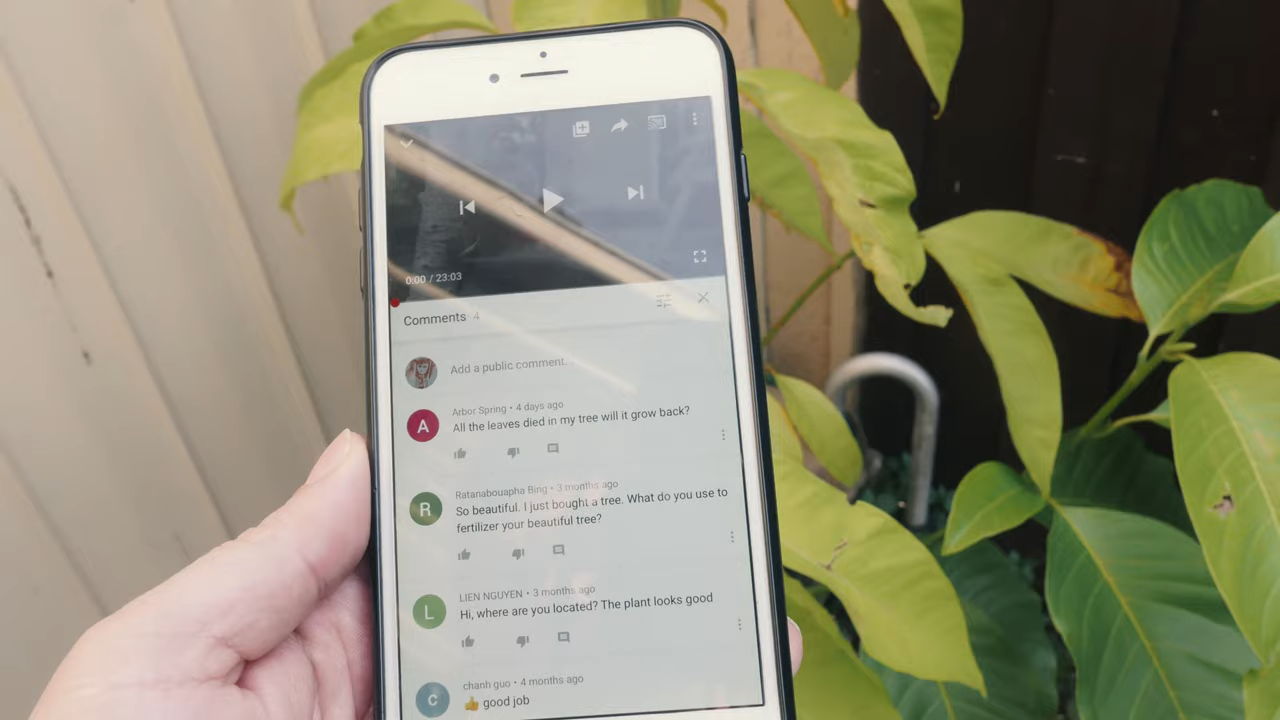 0:00 / 23:03
Comments 4
Add a public comment...
A
Arbor Spring • 4 days ago
All the leaves died in my tree will it grow back?
R
Ratanabouapha Bing • 3 months ago
So beautiful. I just bought a tree. What do you use to
fertilizer your beautiful tree?
L
LIEN NGUYEN • 3 months ago
Hi, where are you located? The plant looks good
C
chanh guo • 4 months ago
👍 good job